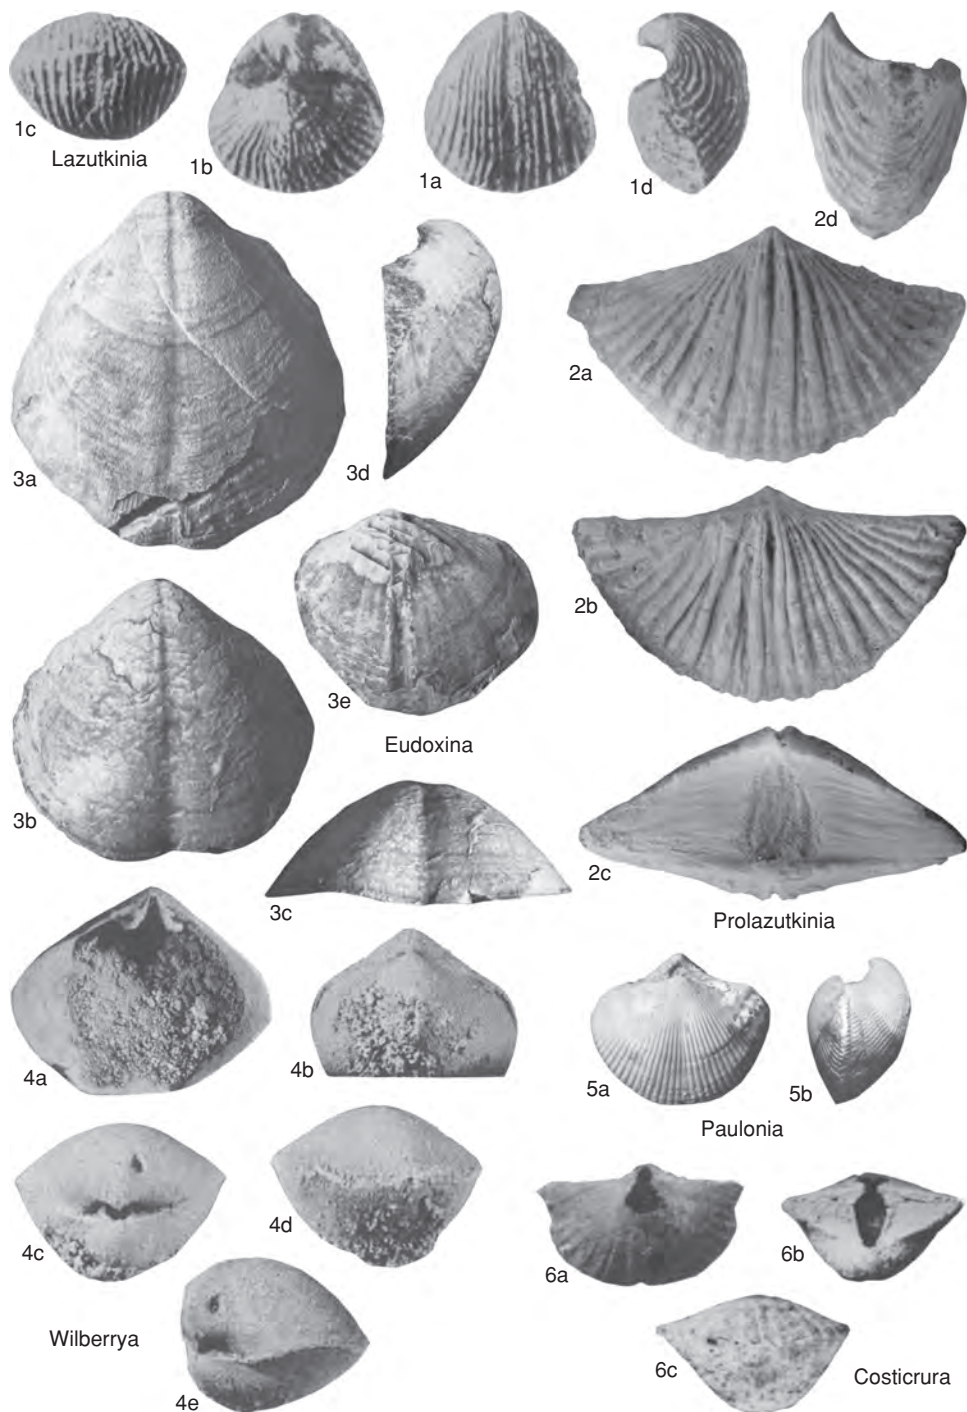 1c
Lazutkinia
1b
1a
1d
2d
3a
3d
2a
3b
3e
Eudoxina
2b
3c
2c
Prolazutkinia
4a
4b
5a
5b
Paulonia
4c
4d
6a
6b
Wilberrya
4e
6c
Costicrura